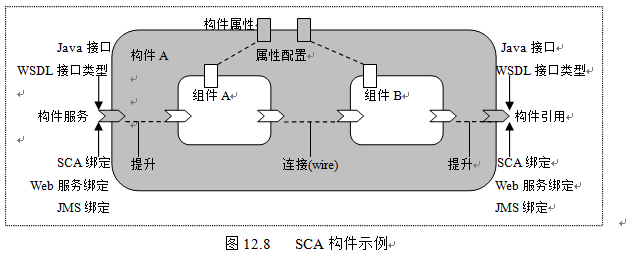 构件属性
Java 接口 构件 A 属性配置 Java 接口
WSDL 接口类型 WSDL 接口类型
组件 A 组件 B
构件服务 构件引用
SCA 绑定 提升 连接(wire) 提升 SCA 绑定
Web 服务绑定 Web 服务绑定
JMS 绑定 JMS 绑定
图 12.8 SCA 构件示例